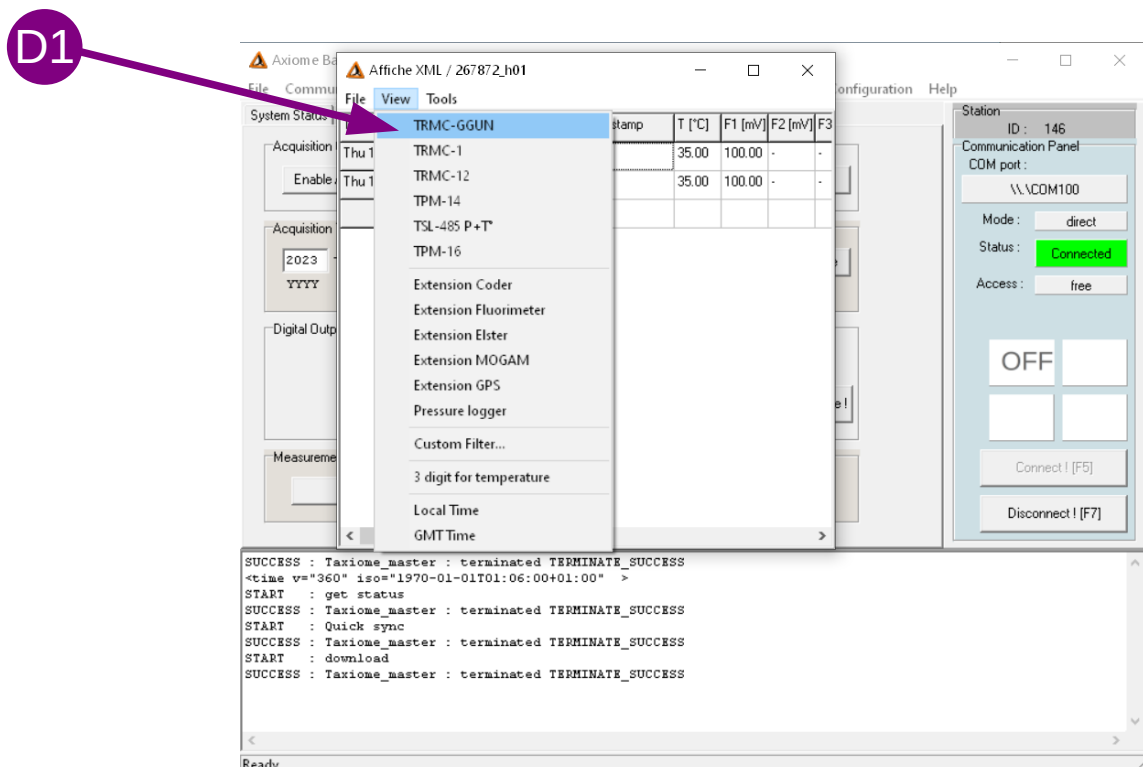 D1
Axiome Ba
File Commu
onfiguration Help
System Status
Acquisition
Enable
Acquisition
2023
YYYY
Digital Outp
e !
Measureme
Affiche XML / 267872_h01
File View Tools
stamp T [°C] F1 [mV] F2 [mV] F3
Thu 1 35.00 100.00 - -
Thu 1 35.00 100.00 - -
TRMC-GGUN
TRMC-1
TRMC-12
TPM-14
TSL-485 P+T°
TPM-16
Extension Coder
Extension Fluorimeter
Extension Elster
Extension MOGAM
Extension GPS
Pressure logger
Custom Filter...
3 digit for temperature
Local Time
GMT Time
Station
ID : 146
Communication Panel
COM port :
\\.\COM100
Mode : direct
Status : Connected
Access : free
OFF
Connect ! [F5]
Disconnect ! [F7]
SUCCESS : Taxiome_master : terminated TERMINATE_SUCCESS
<time v="360" iso="1970-01-01T01:06:00+01:00" >
START : get status
SUCCESS : Taxiome_master : terminated TERMINATE_SUCCESS
START : Quick sync
SUCCESS : Taxiome_master : terminated TERMINATE_SUCCESS
START : download
SUCCESS : Taxiome_master : terminated TERMINATE_SUCCESS
Ready